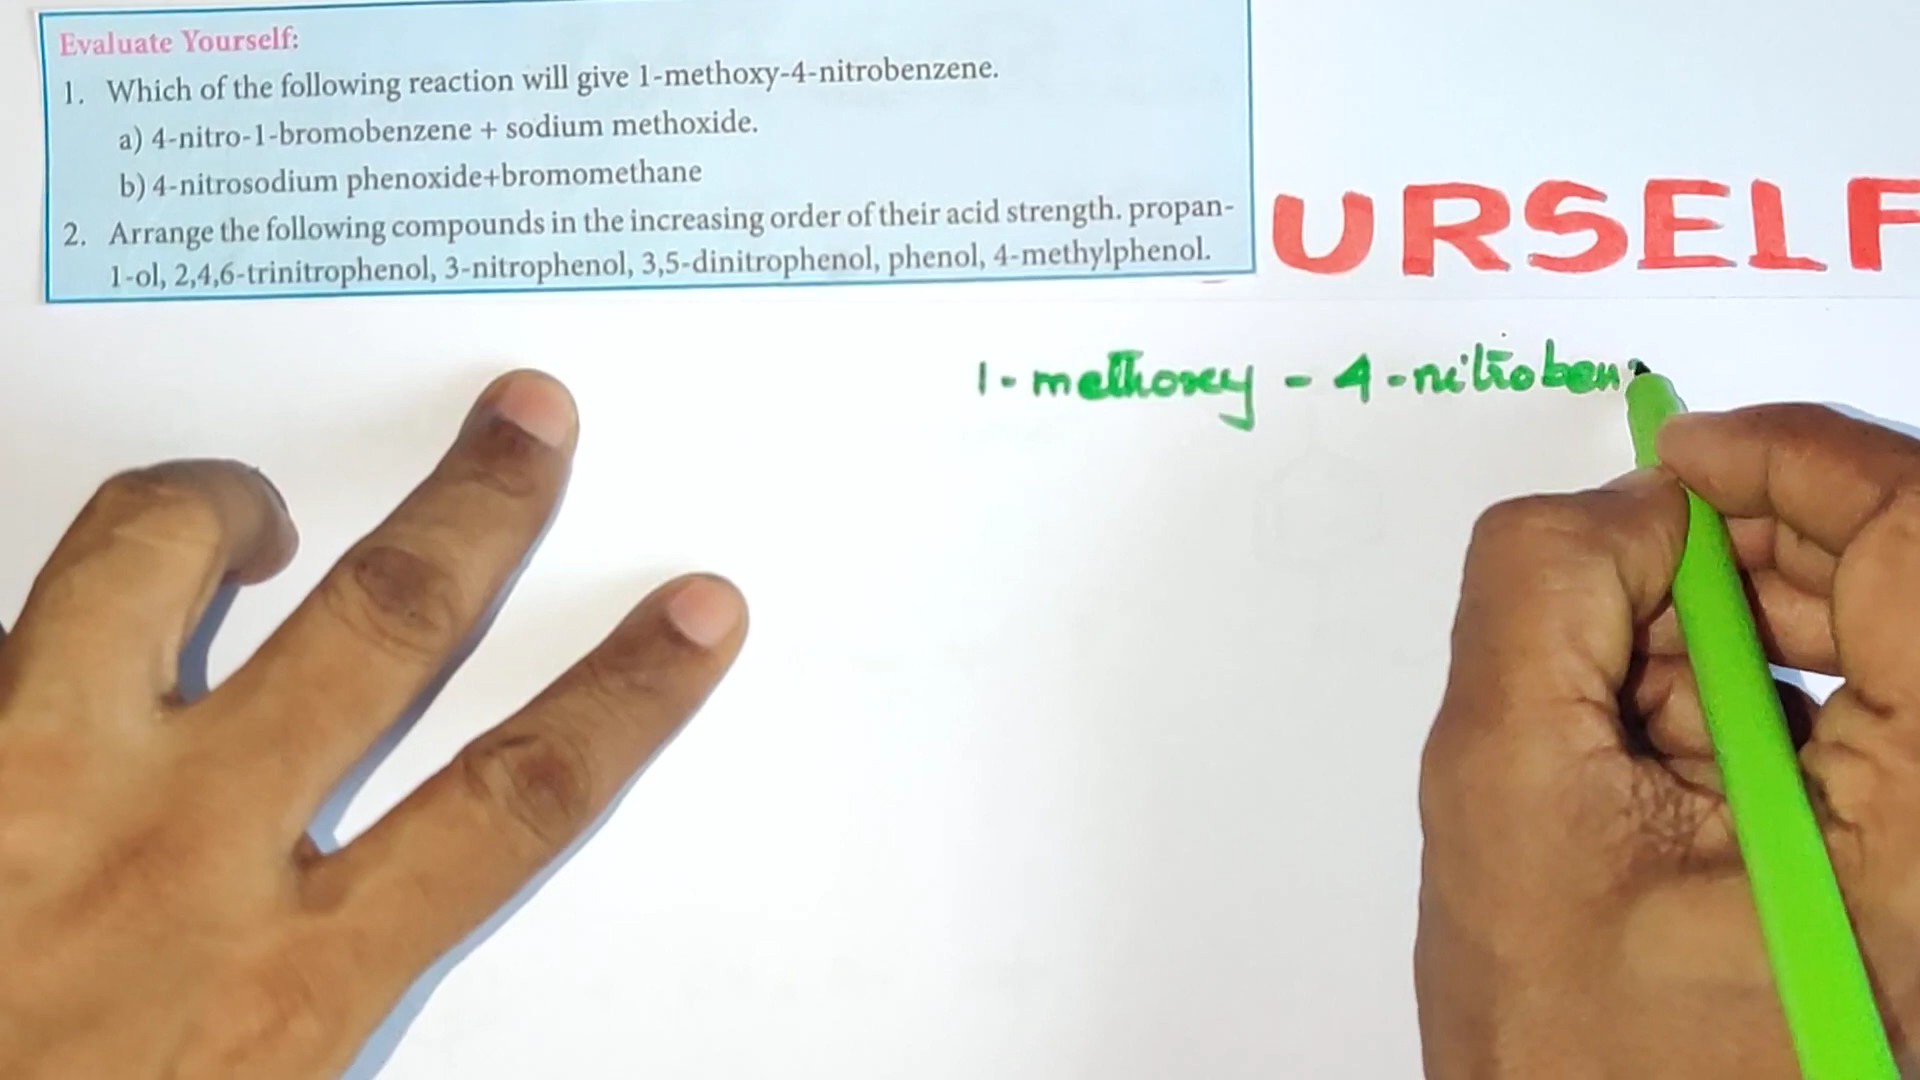 Evaluate Yourself:
1. Which of the following reaction will give 1-methoxy-4-nitrobenzene.
a) 4-nitro-1-bromobenzene + sodium methoxide.
b) 4-nitrosodium phenoxide+bromomethane
2. Arrange the following compounds in the increasing order of their acid strength. propan-
1-ol, 2,4,6-trinitrophenol, 3-nitrophenol, 3,5-dinitrophenol, phenol, 4-methylphenol.
URSELF
1-methoxy - 4-nitroben